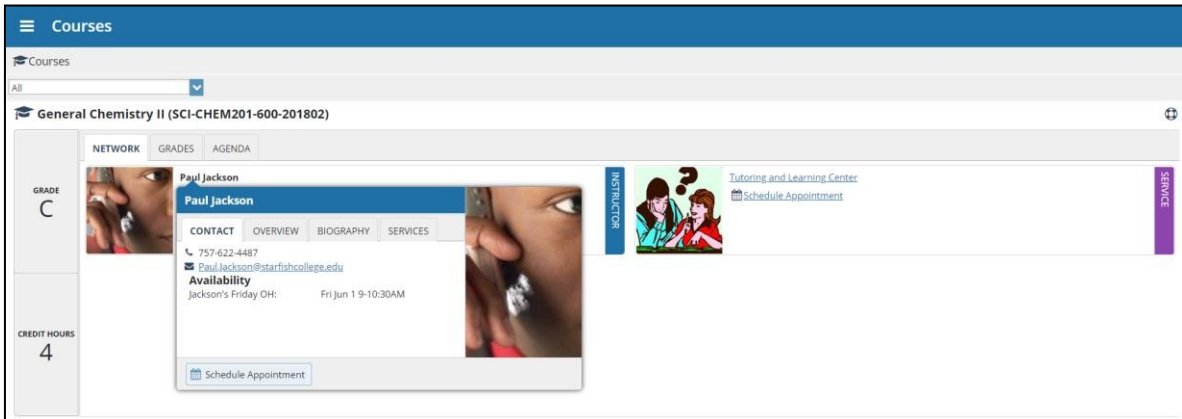 Courses
Courses
All
General Chemistry II (SCI-CHEM201-600-201802)
NETWORK GRADES AGENDA
GRADE
C
CREDIT HOURS
4
Paul Jackson
INSTRUCTOR
Paul Jackson
CONTACT OVERVIEW BIOGRAPHY SERVICES
757-622-4487
Paul.Jackson@starfishcollege.edu
Availability
Jackson's Friday OH: Fri Jun 1 9-10:30AM
Schedule Appointment
Tutoring and Learning Center
Schedule Appointment
SERVICE